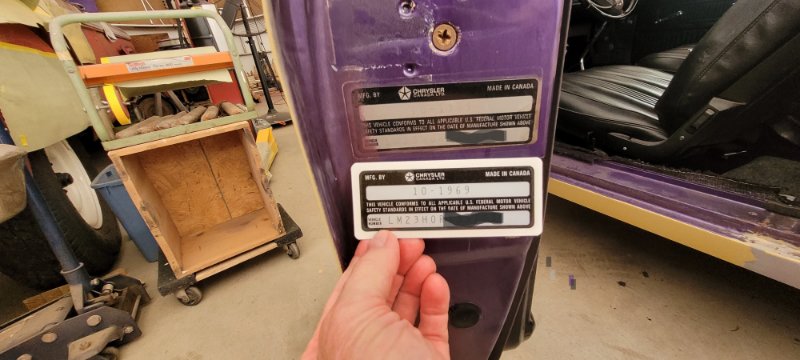 MFG. BY CHRYSLER CANADA LTD. MADE IN CANADA
THIS VEHICLE CONFORMS TO ALL APPLICABLE U.S. FEDERAL MOTOR VEHICLE
SAFETY STANDARDS IN EFFECT ON THE DATE OF MANUFACTURE SHOWN ABOVE
MFG. BY CHRYSLER CANADA LTD. MADE IN CANADA
10-1969
THIS VEHICLE CONFORMS TO ALL APPLICABLE U.S. FEDERAL MOTOR VEHICLE
SAFETY STANDARDS IN EFFECT ON THE DATE OF MANUFACTURE SHOWN ABOVE
VEHICLE NUMBER LM23H0